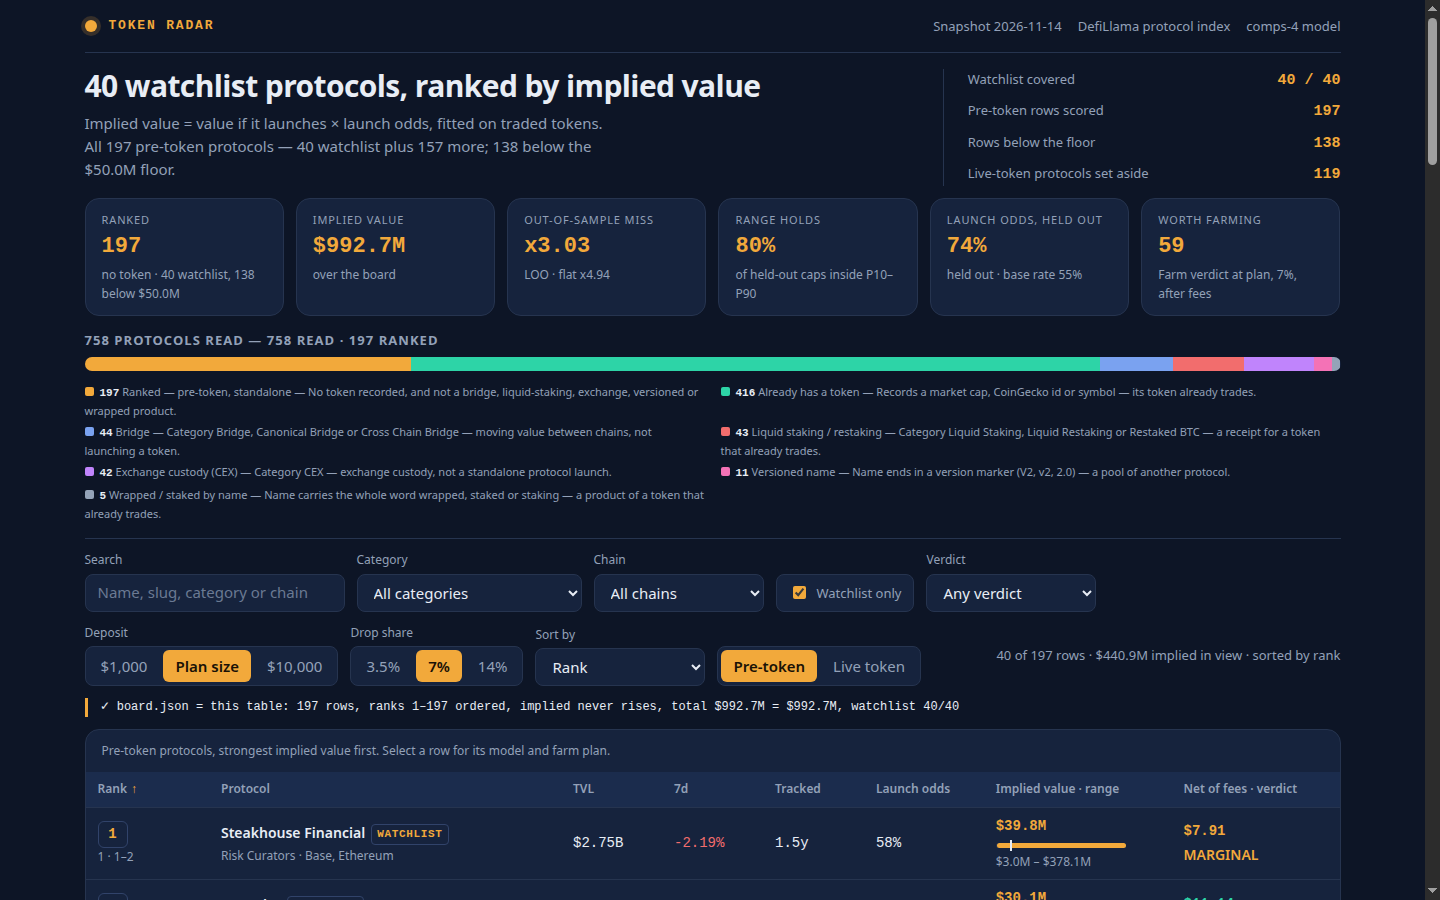 TOKEN RADAR
Snapshot 2026-11-14 DefiLlama protocol index comps-4 model
40 watchlist protocols, ranked by implied value
Implied value = value if it launches × launch odds, fitted on traded tokens.
All 197 pre-token protocols — 40 watchlist plus 157 more; 138 below the
$50.0M floor.
Watchlist covered 40 / 40
Pre-token rows scored 197
Rows below the floor 138
Live-token protocols set aside 119
RANKED
197
no token · 40 watchlist, 138
below $50.0M
IMPLIED VALUE
$992.7M
over the board
OUT-OF-SAMPLE MISS
x3.03
LOO · flat x4.94
RANGE HOLDS
80%
of held-out caps inside P10–
P90
LAUNCH ODDS, HELD OUT
74%
held out · base rate 55%
WORTH FARMING
59
Farm verdict at plan, 7%,
after fees
758 PROTOCOLS READ — 758 READ · 197 RANKED
197 Ranked — pre-token, standalone — No token recorded, and not a bridge, liquid-staking, exchange, versioned or
wrapped product.
416 Already has a token — Records a market cap, CoinGecko id or symbol — its token already trades.
44 Bridge — Category Bridge, Canonical Bridge or Cross Chain Bridge — moving value between chains, not
launching a token.
43 Liquid staking / restaking — Category Liquid Staking, Liquid Restaking or Restaked BTC — a receipt for a token
that already trades.
42 Exchange custody (CEX) — Category CEX — exchange custody, not a standalone protocol launch.
11 Versioned name — Name ends in a version marker (V2, v2, 2.0) — a pool of another protocol.
5 Wrapped / staked by name — Name carries the whole word wrapped, staked or staking — a product of a token that
already trades.
Search
Name, slug, category or chain
Category
All categories
Chain
All chains
Watchlist only
Verdict
Any verdict
Deposit
$1,000 Plan size $10,000
Drop share
3.5% 7% 14%
Sort by
Rank
Pre-token Live token
40 of 197 rows · $440.9M implied in view · sorted by rank
✓ board.json = this table: 197 rows, ranks 1–197 ordered, implied never rises, total $992.7M = $992.7M, watchlist 40/40
Pre-token protocols, strongest implied value first. Select a row for its model and farm plan.
Rank ↑ Protocol TVL 7d Tracked Launch odds Implied value · range Net of fees · verdict
1
1 · 1–2
Steakhouse Financial WATCHLIST
Risk Curators · Base, Ethereum
$2.75B
-2.19%
1.5y
58%
$39.8M
$3.0M – $378.1M
$7.91
MARGINAL
$30.1M